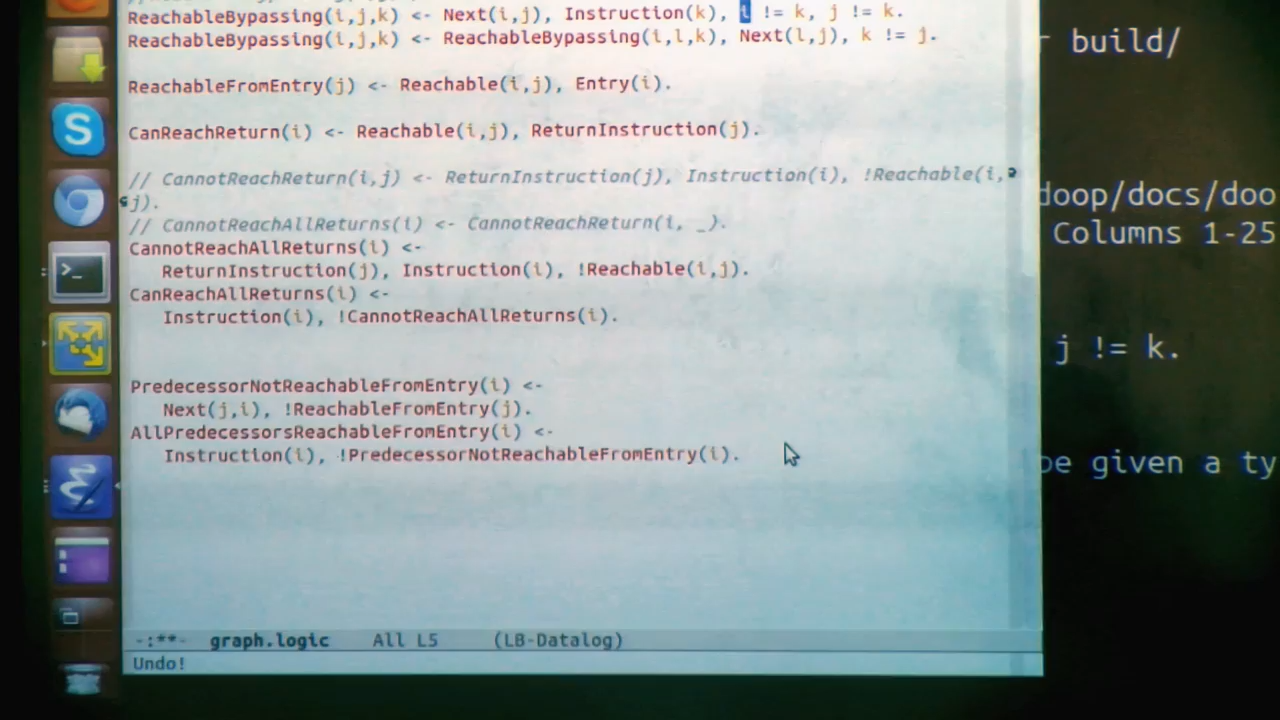 ReachableBypassing(i,j,k) <- Next(i,j), Instruction(k), i != k, j != k.
ReachableBypassing(i,j,k) <- ReachableBypassing(i,l,k), Next(l,j), k != j.
ReachableFromEntry(j) <- Reachable(i,j), Entry(i).
CanReachReturn(i) <- Reachable(i,j), ReturnInstruction(j).
// CannotReachReturn(i,j) <- ReturnInstruction(j), Instruction(i), !Reachable(i,
j).
// CannotReachAllReturns(i) <- CannotReachReturn(i, _).
CannotReachAllReturns(i) <-
ReturnInstruction(j), Instruction(i), !Reachable(i,j).
CanReachAllReturns(i) <-
Instruction(i), !CannotReachAllReturns(i).
PredecessorNotReachableFromEntry(i) <-
Next(j,i), !ReachableFromEntry(j).
AllPredecessorsReachableFromEntry(i) <-
Instruction(i), !PredecessorNotReachableFromEntry(i).
-:**- graph.logic All L5 (LB-Datalog)
Undo!
r build/
doop/docs/doo
Columns 1-25
j != k.
be given a ty